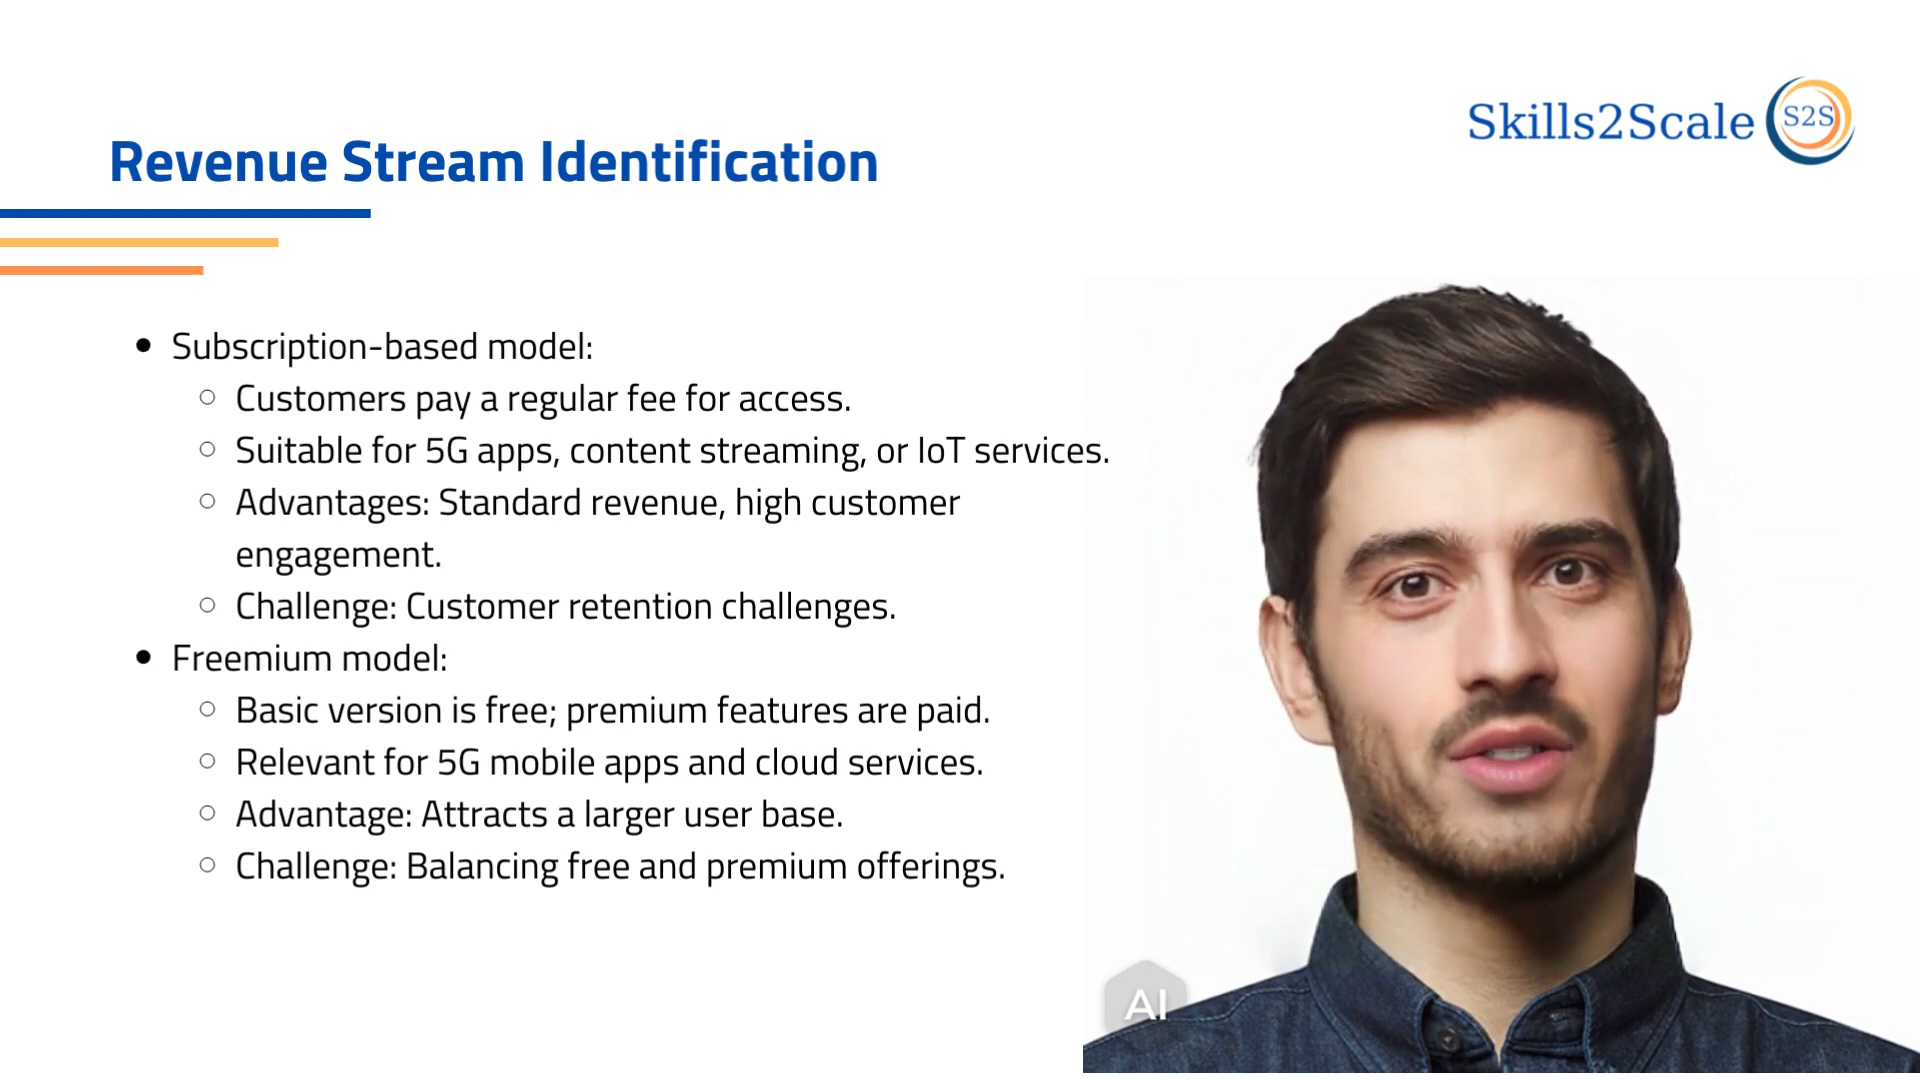 Skills2Scale S2S
Revenue Stream Identification
• Subscription-based model:
○ Customers pay a regular fee for access.
○ Suitable for 5G apps, content streaming, or IoT services.
○ Advantages: Standard revenue, high customer
engagement.
○ Challenge: Customer retention challenges.
• Freemium model:
○ Basic version is free; premium features are paid.
○ Relevant for 5G mobile apps and cloud services.
○ Advantage: Attracts a larger user base.
○ Challenge: Balancing free and premium offerings.
AI